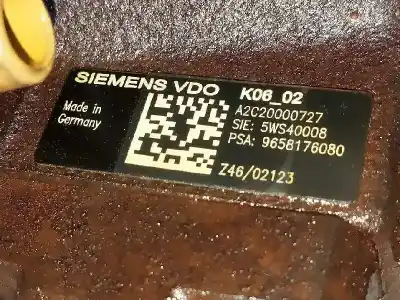 SIEMENS VDO
K06_02
Made in
Germany
A2C20000727
SIE: 5WS40008
PSA: 9658176080
Z46/02123